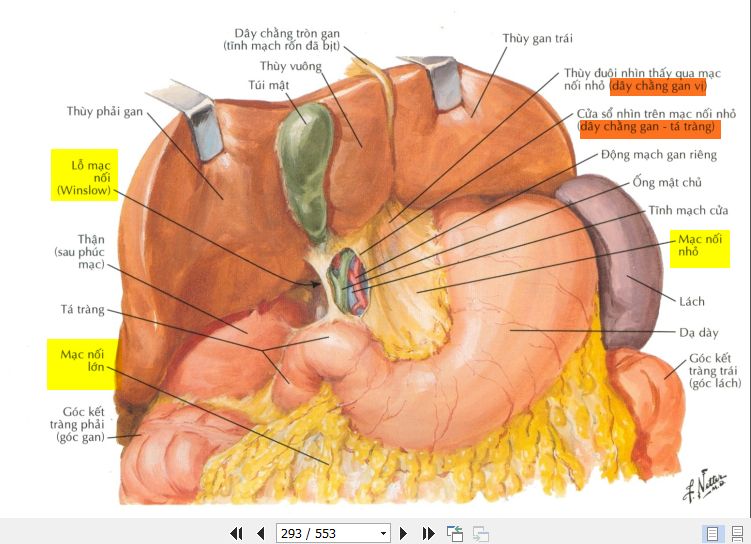 Dây chằng tròn gan
(tĩnh mạch rốn đã bịt)
Thùy vuông
Túi mật
Thùy phải gan
Lỗ mạc
nối
(Winslow)
Thận
(sau phúc
mạc)
Tá tràng
Mạc nối
lớn
Góc kết
tràng phải
(góc gan)
Thùy gan trái
Thùy đuôi nhìn thấy qua mạc
nối nhỏ (dây chằng gan vị)
Cửa sổ nhìn trên mạc nối nhỏ
(dây chằng gan - tá tràng)
Động mạch gan riêng
Ống mật chủ
Tĩnh mạch cửa
Mạc nối
nhỏ
Lách
Dạ dày
Góc kết
tràng trái
(góc lách)
F. Netter
M.D.
293 / 553